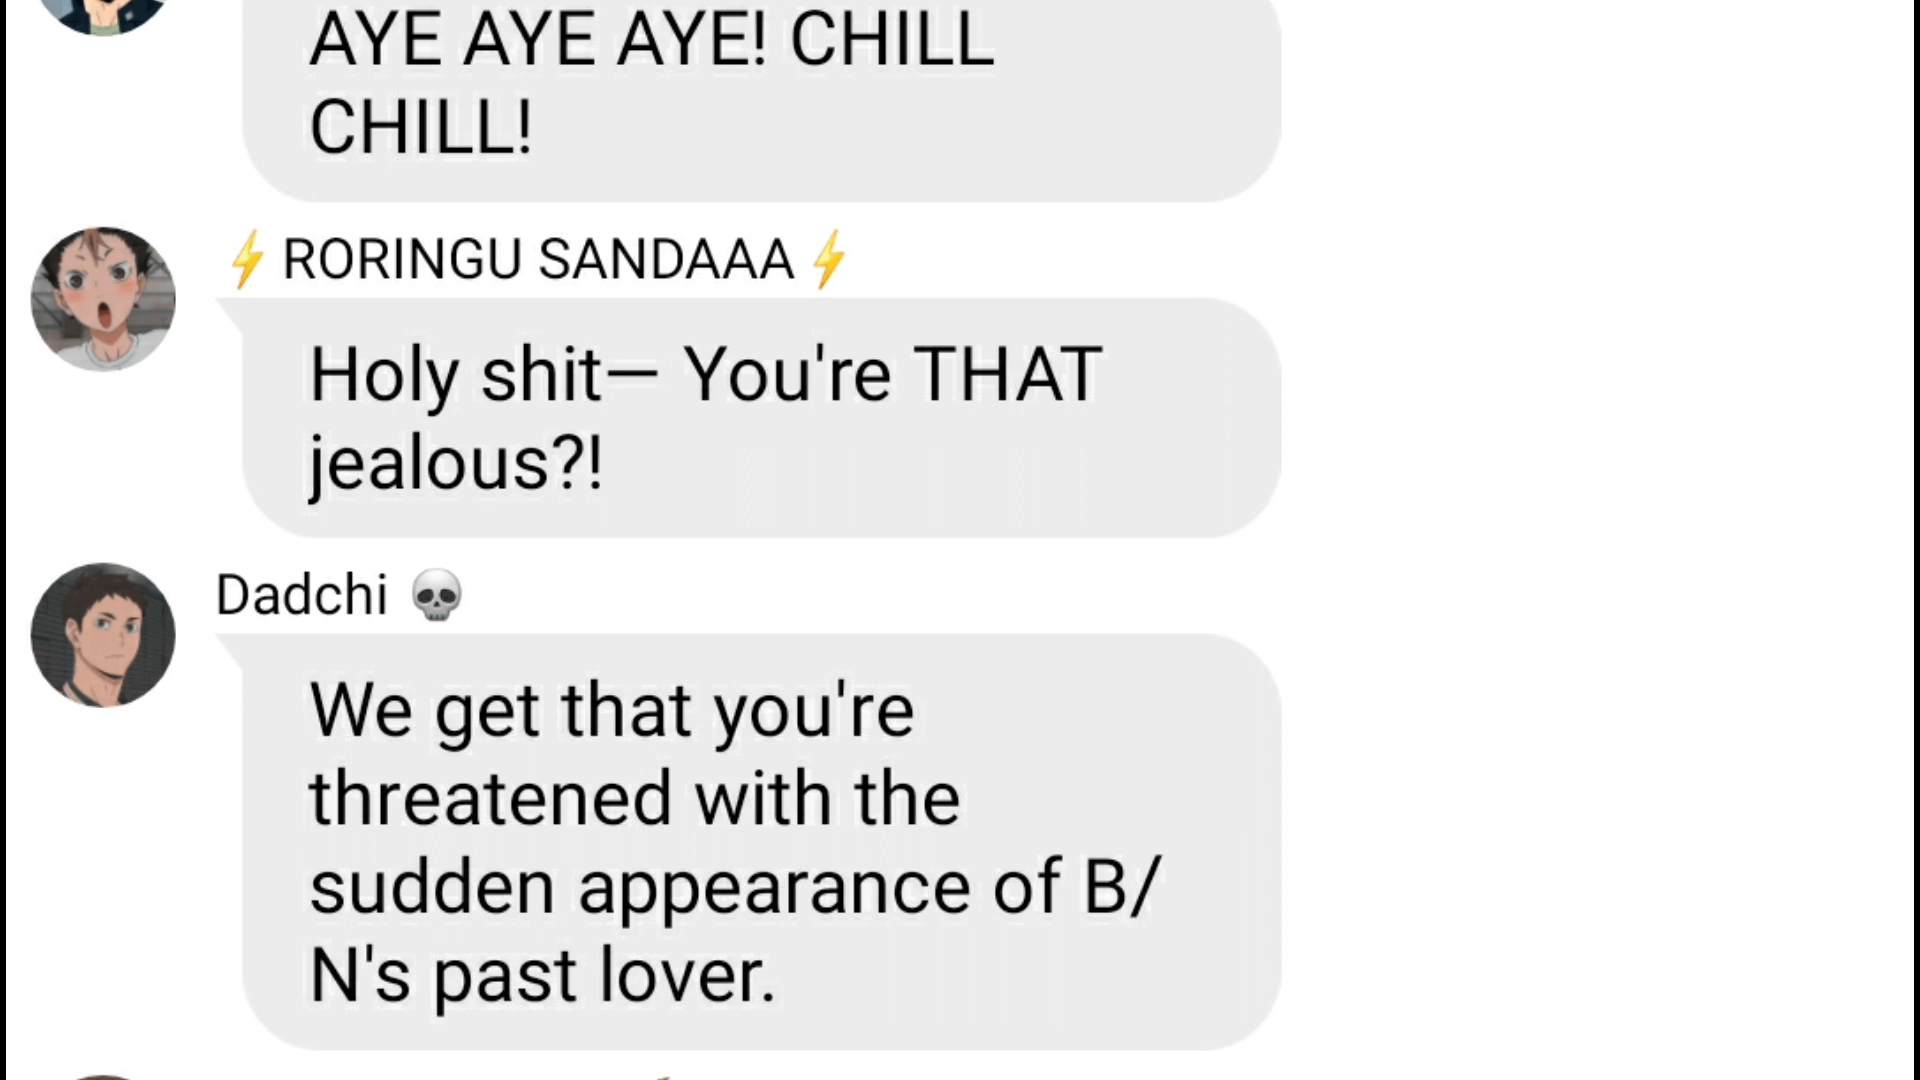 AYE AYE AYE! CHILL
CHILL!
⚡RORINGU SANDAAA⚡
Holy shit— You're THAT
jealous?!
Dadchi 💀
We get that you're
threatened with the
sudden appearance of B/
N's past lover.